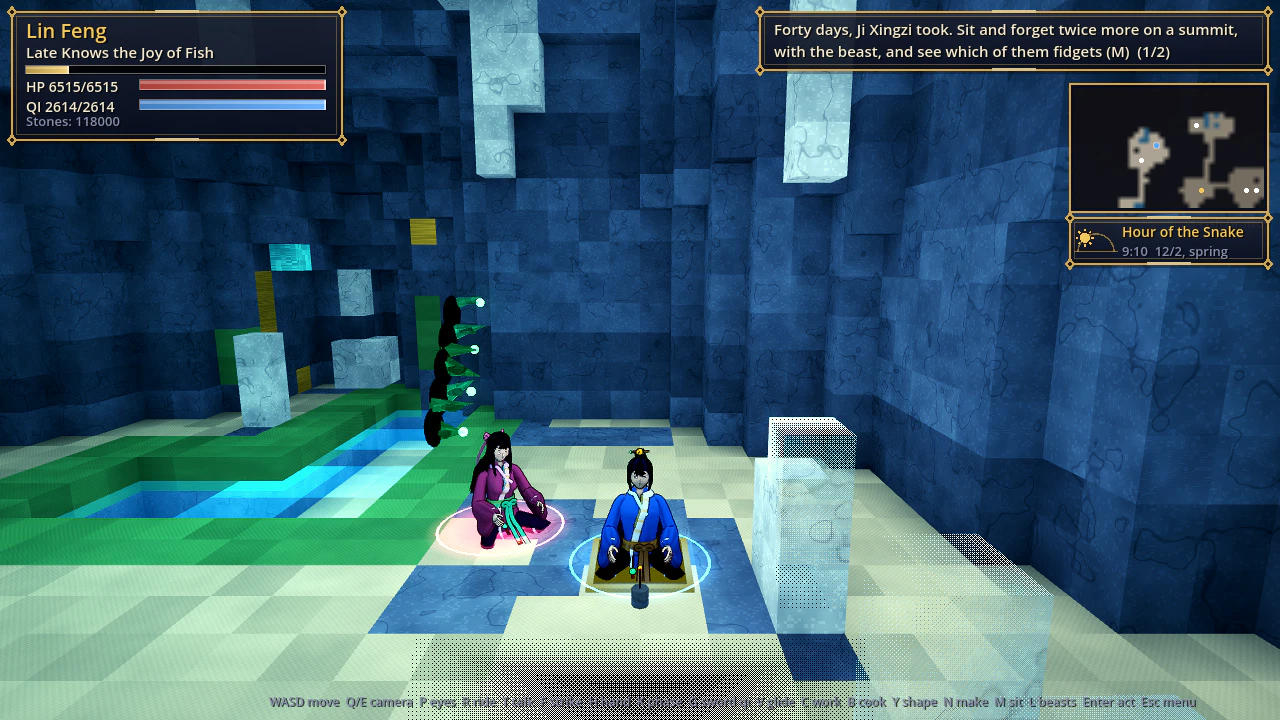 Lin Feng
Late Knows the Joy of Fish
HP 6515/6515
QI 2614/2614
Stones: 118000
Forty days, Ji Xingzi took. Sit and forget twice more on a summit,
with the beast, and see which of them fidgets (M) (1/2)
Hour of the Snake
9:10 12/2, spring
WASD move Q/E camera P eyes cook Y shape N make M sit L beasts Enter act Esc menu